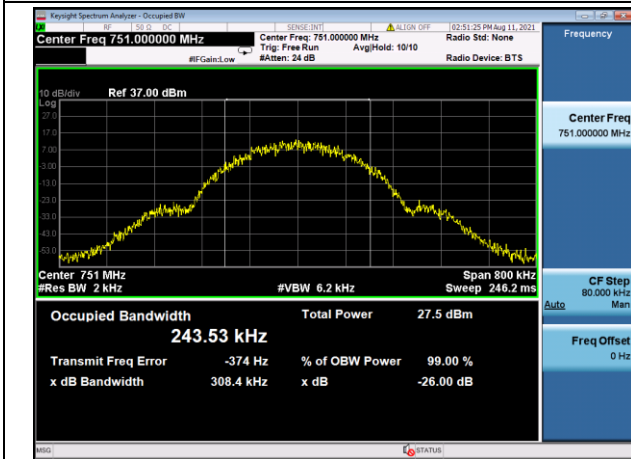 Keysight Spectrum Analyzer - Occupied BW
RF 50 Ω DC SENSE:INT ALIGN OFF 02:51:25 PM Aug 11, 2021
Center Freq 751.000000 MHz
Center Freq: 751.000000 MHz Radio Std: None
Trig: Free Run Avg|Hold: 10/10
#IFGain:Low #Atten: 24 dB Radio Device: BTS
10 dB/div Ref 37.00 dBm
Log
27.0
17.0
7.00
-3.00
-13.0
-23.0
-33.0
-43.0
-53.0
Center 751 MHz Span 800 kHz
#Res BW 2 kHz #VBW 6.2 kHz Sweep 246.2 ms
Occupied Bandwidth Total Power 27.5 dBm
243.53 kHz
Transmit Freq Error -374 Hz % of OBW Power 99.00 %
x dB Bandwidth 308.4 kHz x dB -26.00 dB
MSG STATUS
Frequency
Center Freq
751.000000 MHz
CF Step
80.000 kHz
Auto Man
Freq Offset
0 Hz